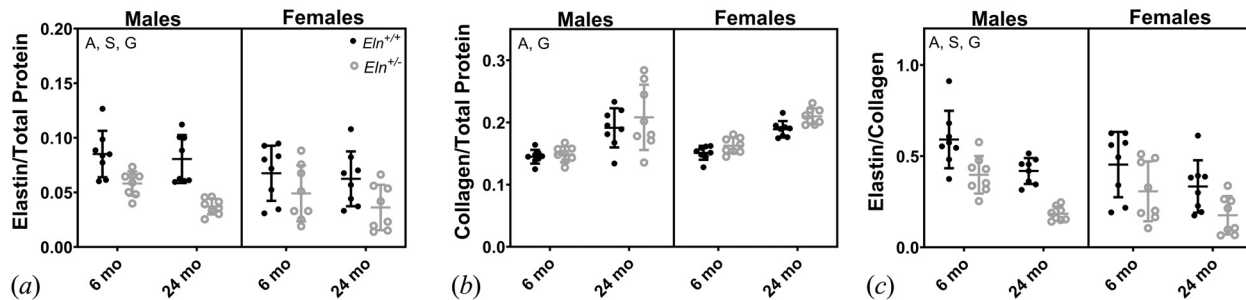 Males Females
Elastin/Total Protein
0.20
0.15
0.10
0.05
0.00
A, S, G
Eln+/+
Eln+/-
6 mo 24 mo 6 mo 24 mo
(a)
Males Females
Collagen/Total Protein
0.3
0.2
0.1
0.0
A, G
6 mo 24 mo 6 mo 24 mo
(b)
Males Females
Elastin/Collagen
1.0
0.5
0.0
A, S, G
6 mo 24 mo 6 mo 24 mo
(c)